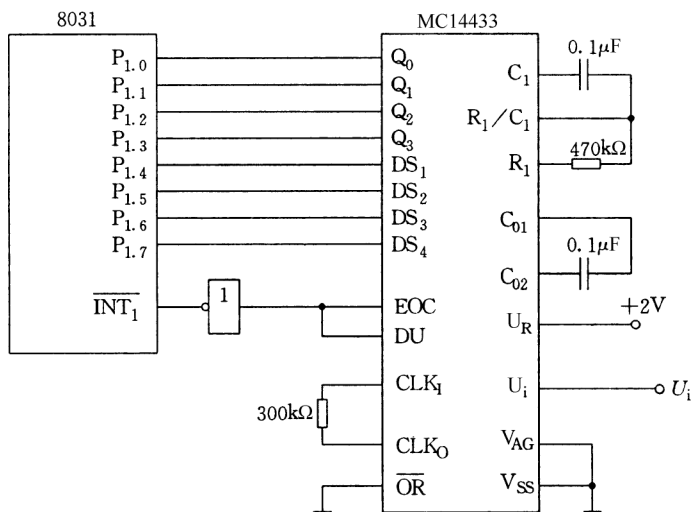 8031
MC14433
P1.0
P1.1
P1.2
P1.3
P1.4
P1.5
P1.6
P1.7
INT1
1
300kΩ
Q0
Q1
Q2
Q3
DS1
DS2
DS3
DS4
EOC
DU
CLKI
CLKO
OR
C1
R1/C1
R1
C01
C02
UR
Ui
VAG
VSS
0.1μF
470kΩ
0.1μF
+2V
Ui